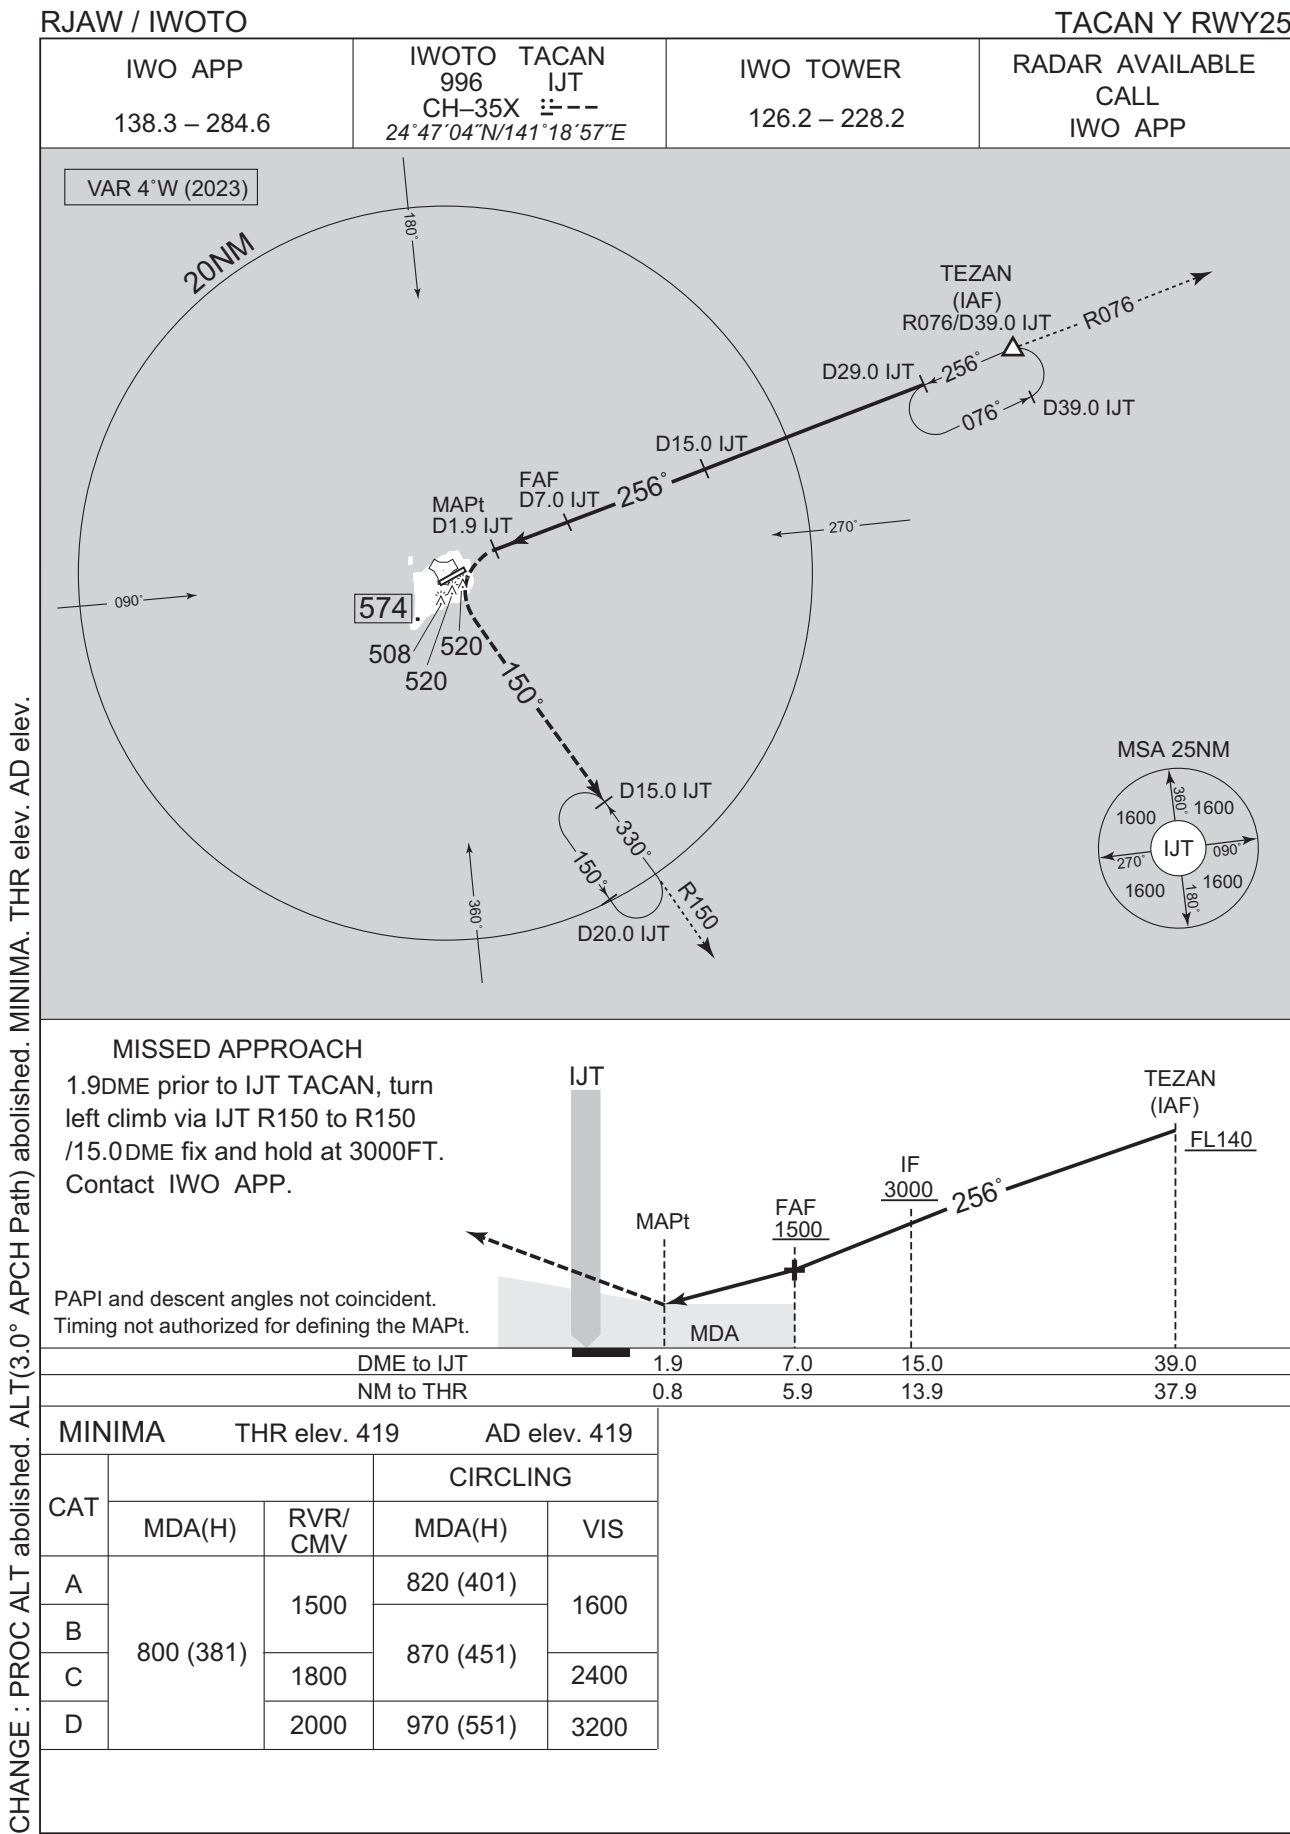 RJAW / IWOTO
TACAN Y RWY25
IWO APP
138.3 – 284.6
IWOTO TACAN
996 IJT
CH–35X
24˚47´04˝N/141˚18´57˝E
IWO TOWER
126.2 – 228.2
RADAR AVAILABLE
CALL
IWO APP
VAR 4˚W (2023)
20NM
180˚
TEZAN
(IAF)
R076/D39.0 IJT
R076
D29.0 IJT
256˚
076˚
D39.0 IJT
D15.0 IJT
256˚
FAF
D7.0 IJT
MAPt
D1.9 IJT
270˚
090˚
574
508
520
520
150˚
D15.0 IJT
330˚
150˚
R150
D20.0 IJT
360˚
MSA 25NM
1600
360˚
1600
270˚
IJT
090˚
1600
180˚
1600
MISSED APPROACH
1.9DME prior to IJT TACAN, turn
left climb via IJT R150 to R150
/15.0DME fix and hold at 3000FT.
Contact IWO APP.
IJT
TEZAN
(IAF)
FL140
IF
3000
256˚
FAF
1500
MAPt
PAPI and descent angles not coincident.
Timing not authorized for defining the MAPt.
MDA
DME to IJT 1.9 7.0 15.0 39.0
NM to THR 0.8 5.9 13.9 37.9
MINIMA THR elev. 419 AD elev. 419
CAT
CIRCLING
MDA(H)
RVR/
CMV
MDA(H)
VIS
A
B
C
D
800 (381)
1500
1800
2000
820 (401)
870 (451)
970 (551)
1600
2400
3200
CHANGE : PROC ALT abolished. ALT(3.0° APCH Path) abolished. MINIMA. THR elev. AD elev.